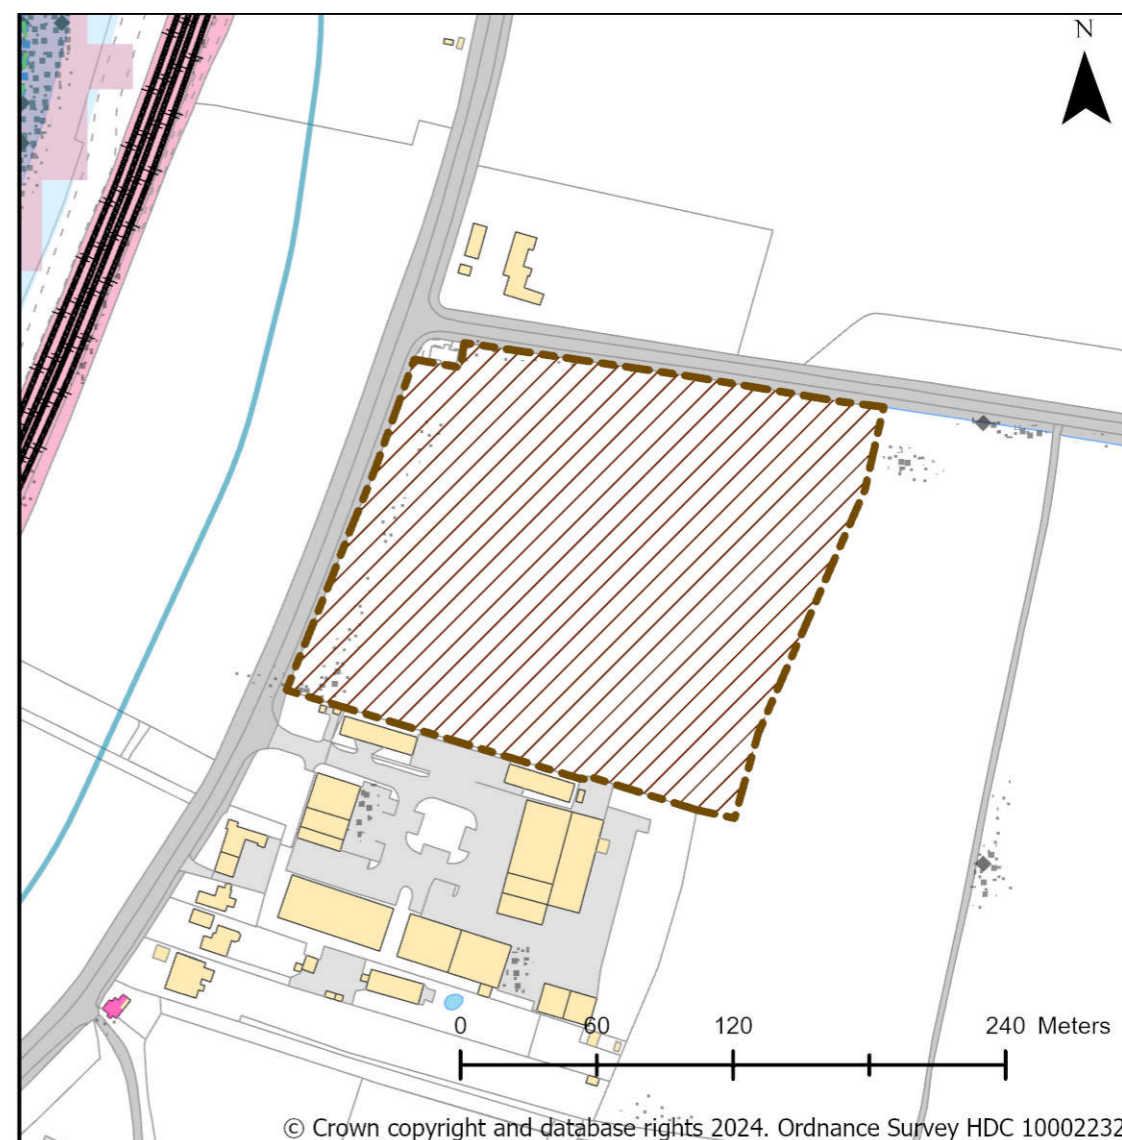 N
0 60 120 240 Meters
© Crown copyright and database rights 2024. Ordnance Survey HDC 10002232